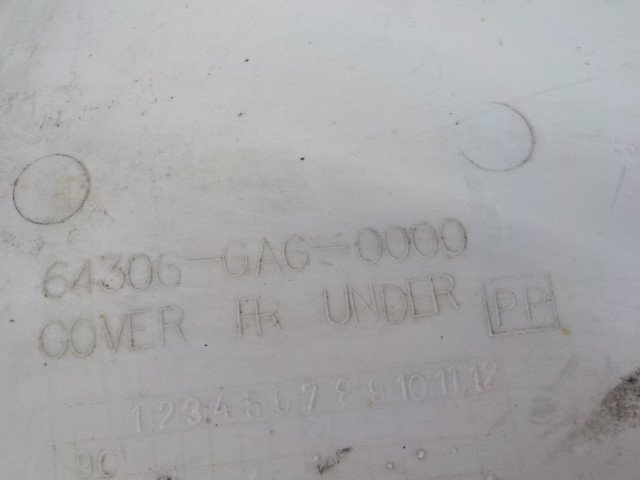 64306-GAG-0000
COVER FR UNDER PP
1 2 3 4 5 6 7 8 9 10 11 12
90